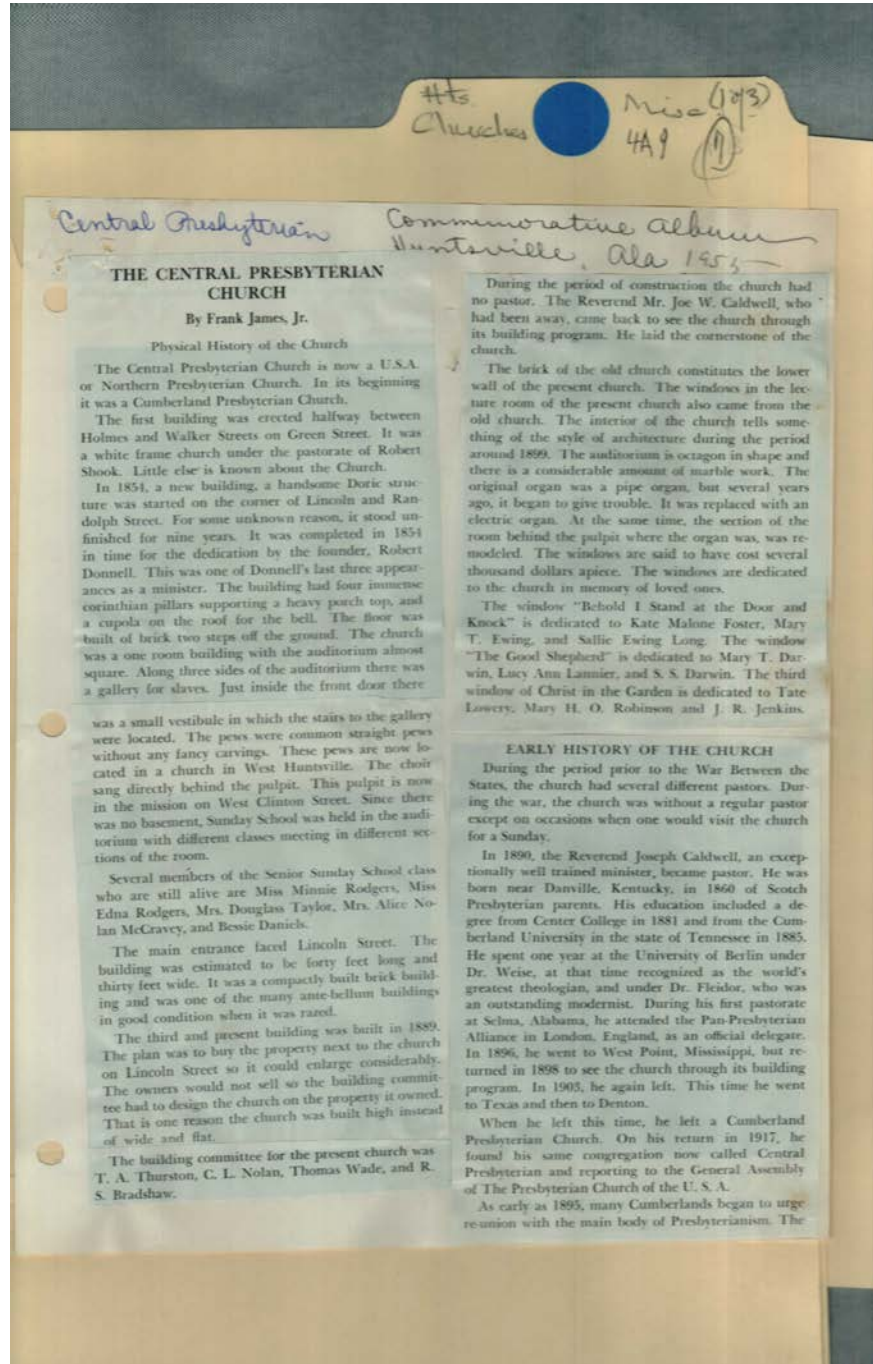 Hts
Churches
Misc (1 of 3)
4A9
Central Presbyterian
Commemorative Album
Huntsville, Ala 1955
THE CENTRAL PRESBYTERIAN
CHURCH
By Frank James, Jr.
Physical History of the Church
The Central Presbyterian Church is now a U.S.A.
or Northern Presbyterian Church. In its beginning
it was a Cumberland Presbyterian Church.
The first building was erected halfway between
Holmes and Walker Streets on Green Street. It was
a white frame church under the pastorate of Robert
Shook. Little else is known about the Church.
In 1854, a new building, a handsome Doric struc-
ture was started on the corner of Lincoln and Ran-
dolph Street. For some unknown reason, it stood un-
finished for nine years. It was completed in 1854
in time for the dedication by the founder, Robert
Donnell. This was one of Donnell's last three appear-
ances as a minister. The building had four immense
corinthian pillars supporting a heavy porch top, and
a cupola on the roof for the bell. The floor was
built of brick two steps off the ground. The church
was a one room building with the auditorium almost
square. Along three sides of the auditorium there was
a gallery for slaves. Just inside the front door there
was a small vestibule in which the stairs to the gallery
were located. The pews were common straight pews
without any fancy carvings. These pews are now lo-
cated in a church in West Huntsville. The choir
sang directly behind the pulpit. This pulpit is now
in the mission on West Clinton Street. Since there
was no basement, Sunday School was held in the audi-
torium with different classes meeting in different sec-
tions of the room.
Several members of the Senior Sunday School class
who are still alive are Miss Minnie Rodgers, Miss
Edna Rodgers, Mrs. Douglass Taylor, Mrs. Alice No-
lan McCravey, and Bessie Daniels.
The main entrance faced Lincoln Street. The
building was estimated to be forty feet long and
thirty feet wide. It was a compactly built brick build-
ing and was one of the many ante-bellum buildings
in good condition when it was razed.
The third and present building was built in 1889.
The plan was to buy the property next to the church
on Lincoln Street so it could enlarge considerably.
The owners would not sell so the building commit-
tee had to design the church on the property it owned.
That is one reason the church was built high instead
of wide and flat.
The building committee for the present church was
T. A. Thurston, C. L. Nolan, Thomas Wade, and R.
S. Bradshaw.
During the period of construction the church had
no pastor. The Reverend Mr. Joe W. Caldwell, who
had been away, came back to see the church through
its building program. He laid the cornerstone of the
church.
The brick of the old church constitutes the lower
wall of the present church. The windows in the lec-
ture room of the present church also came from the
old church. The interior of the church tells some-
thing of the style of architecture during the period
around 1899. The auditorium is octagon in shape and
there is a considerable amount of marble work. The
original organ was a pipe organ, but several years
ago, it began to give trouble. It was replaced with an
electric organ. At the same time, the section of the
room behind the pulpit where the organ was, was re-
modeled. The windows are said to have cost several
thousand dollars apiece. The windows are dedicated
to the church in memory of loved ones.
The window "Behold I Stand at the Door and
Knock" is dedicated to Kate Malone Foster, Mary
T. Ewing, and Sallie Ewing Long. The window
"The Good Shepherd" is dedicated to Mary T. Dar-
win, Lucy Ann Lannier, and S. S. Darwin. The third
window of Christ in the Garden is dedicated to Tate
Lowery, Mary H. O. Robinson and J. R. Jenkins.
EARLY HISTORY OF THE CHURCH
During the period prior to the War Between the
States, the church had several different pastors. Dur-
ing the war, the church was without a regular pastor
except on occasions when one would visit the church
for a Sunday.
In 1890, the Reverend Joseph Caldwell, an excep-
tionally well trained minister, became pastor. He was
born near Danville, Kentucky, in 1860 of Scotch
Presbyterian parents. His education included a de-
gree from Center College in 1881 and from the Cum-
berland University in the state of Tennessee in 1885.
He spent one year at the University of Berlin under
Dr. Weise, at that time recognized as the world's
greatest theologian, and under Dr. Fleidor, who was
an outstanding modernist. During his first pastorate
at Selma, Alabama, he attended the Pan-Presbyterian
Alliance in London, England, as an official delegate.
In 1896, he went to West Point, Mississippi, but re-
turned in 1898 to see the church through its building
program. In 1903, he again left. This time he went
to Texas and then to Denton.
When he left this time, he left a Cumberland
Presbyterian Church. On his return in 1917, he
found his same congregation now called Central
Presbyterian and reporting to the General Assembly
of The Presbyterian Church of the U. S. A.
As early as 1895, many Cumberlands began to urge
re-union with the main body of Presbyterianism. The